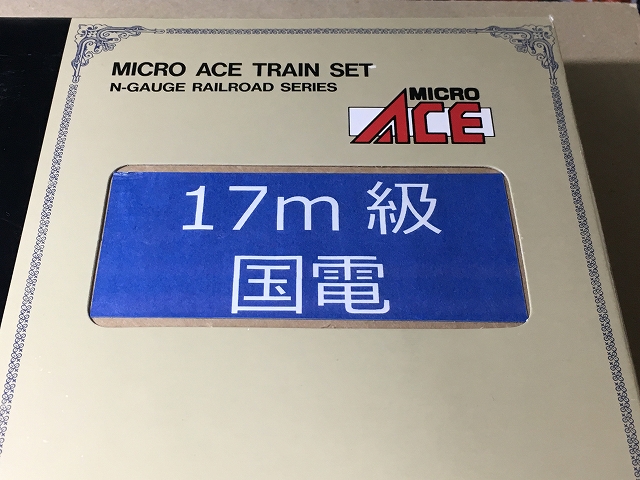 MICRO ACE TRAIN SET
N-GAUGE RAILROAD SERIES
MICRO
ACE
17m 級
国電